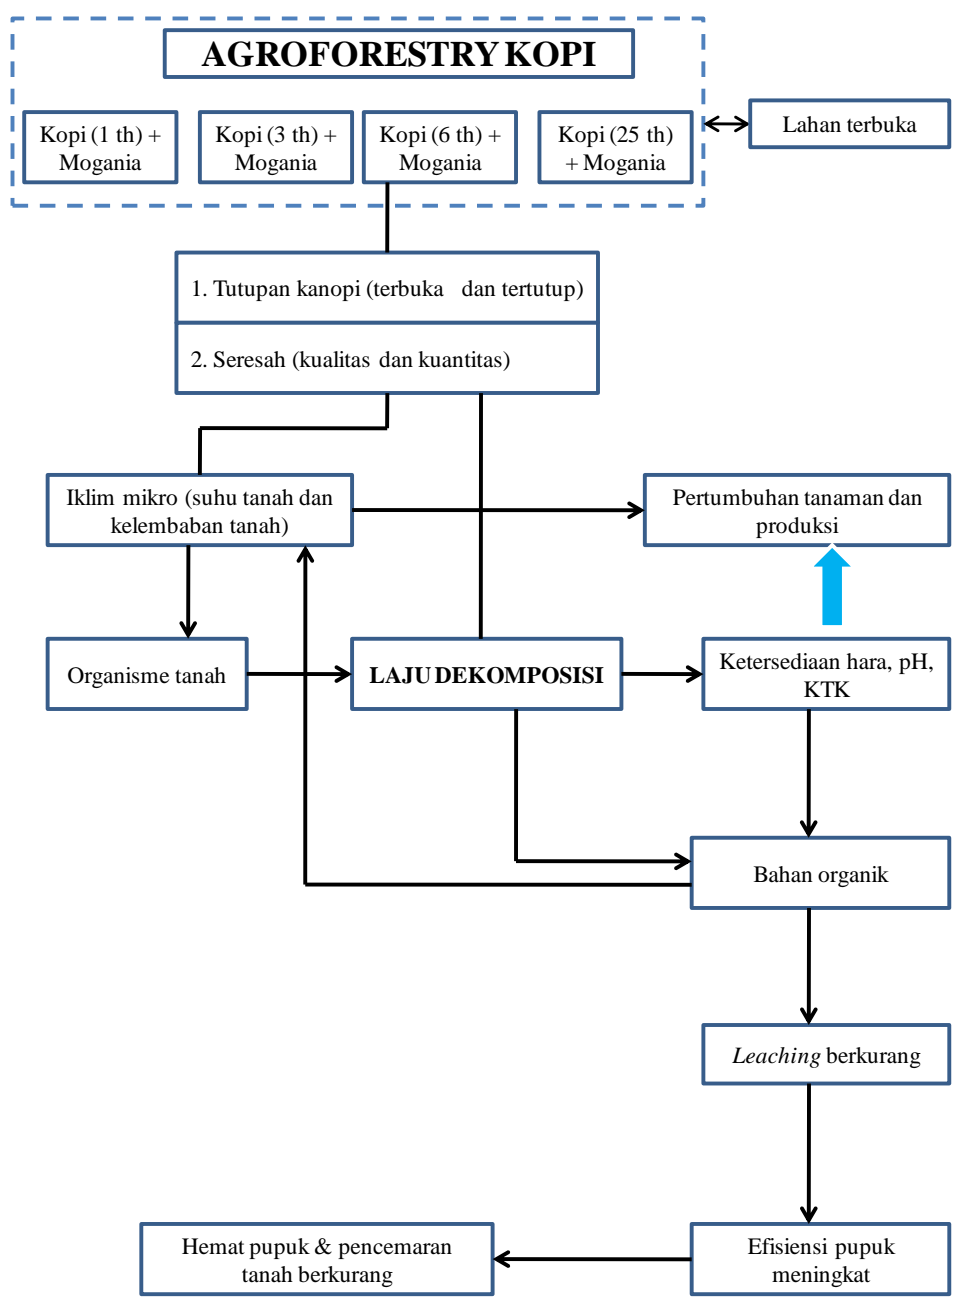 AGROFORESTRY KOPI
Kopi (1 th) +
Mogania
Kopi (3 th) +
Mogania
Kopi (6 th) +
Mogania
Kopi (25 th)
+ Mogania
Lahan terbuka
1. Tutupan kanopi (terbuka dan tertutup)
2. Seresah (kualitas dan kuantitas)
Iklim mikro (suhu tanah dan
kelembaban tanah)
Pertumbuhan tanaman dan
produksi
Organisme tanah
LAJU DEKOMPOSISI
Ketersediaan hara, pH,
KTK
Bahan organik
Leaching berkurang
Hemat pupuk & pencemaran
tanah berkurang
Efisiensi pupuk
meningkat